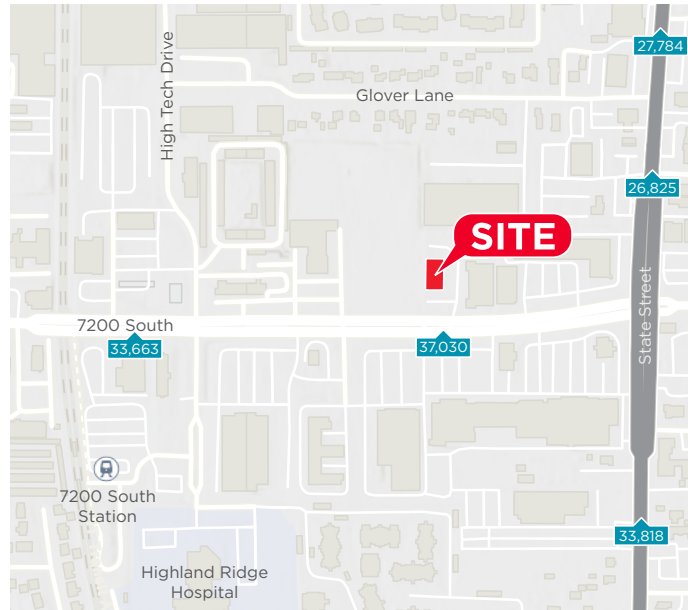 27,784
High Tech Drive
Glover Lane
26,825
SITE
State Street
7200 South
33,663
37,030
7200 South
Station
33,818
Highland Ridge
Hospital